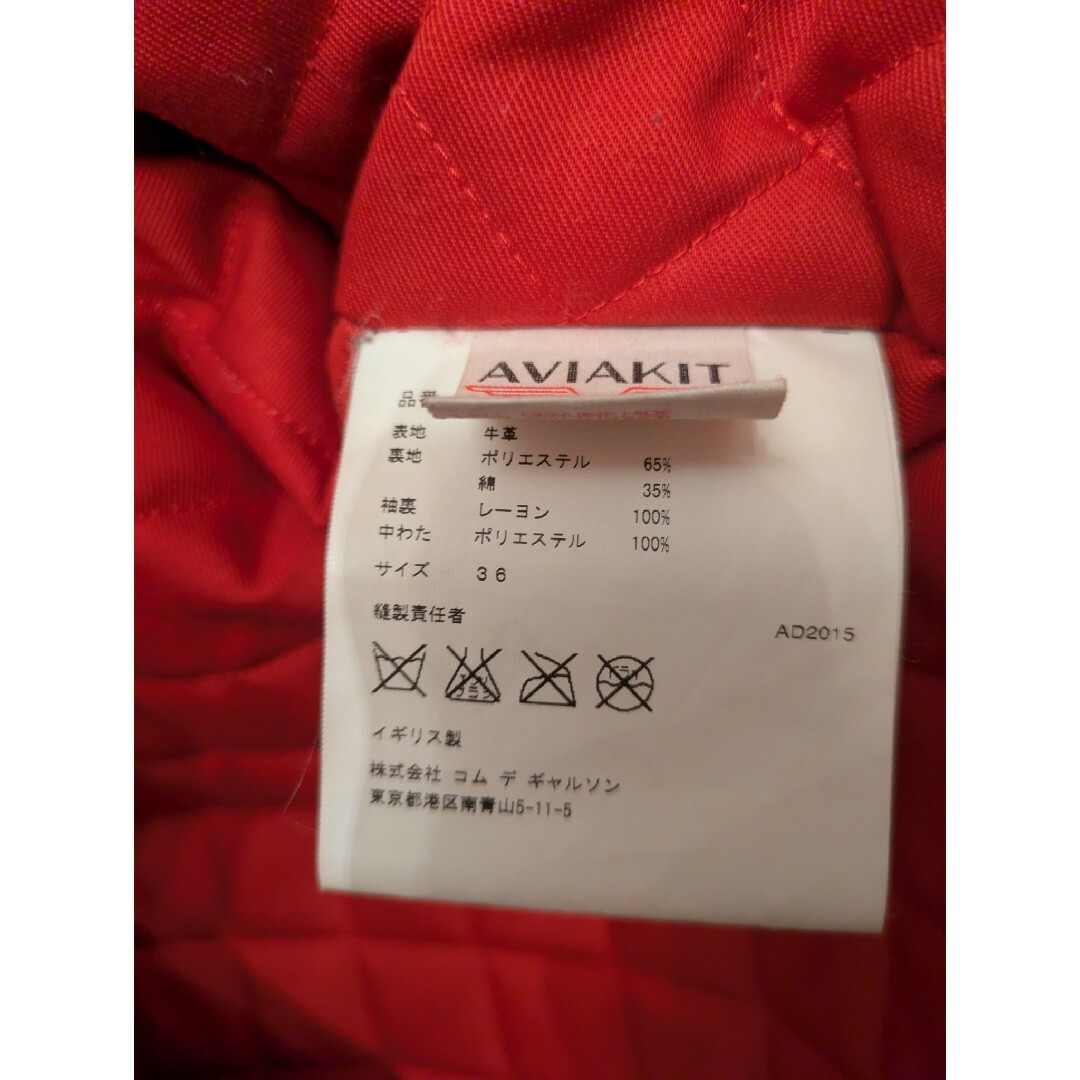 AVIAKIT
品番
表地 牛革
裏地 ポリエステル 65%
綿 35%
袖裏 レーヨン 100%
中わた ポリエステル 100%
サイズ 36
縫製責任者
AD2015
ドライ
イギリス製
株式会社 コム デ ギャルソン
東京都港区南青山5-11-5